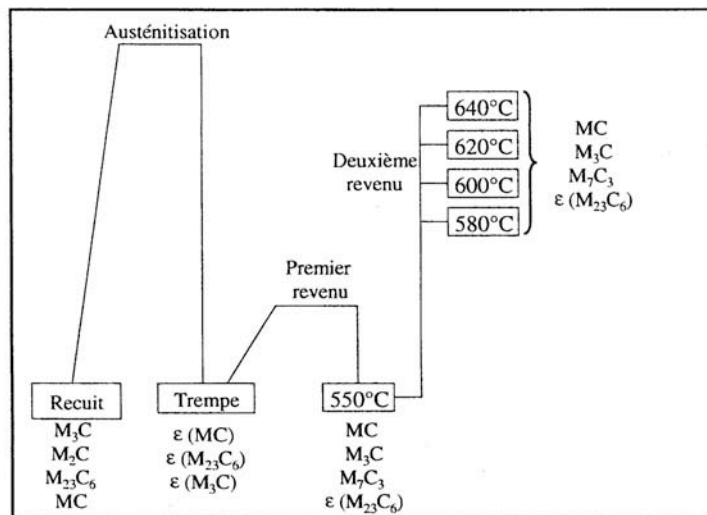 Austénitisation
640°C
620°C
600°C
580°C
Deuxième
revenu
MC
M₃C
M₇C₃
ε (M₂₃C₆)
Premier
revenu
Recuit
M₃C
M₂C
M₂₃C₆
MC
Trempe
ε (MC)
ε (M₂₃C₆)
ε (M₃C)
550°C
MC
M₃C
M₇C₃
ε (M₂₃C₆)